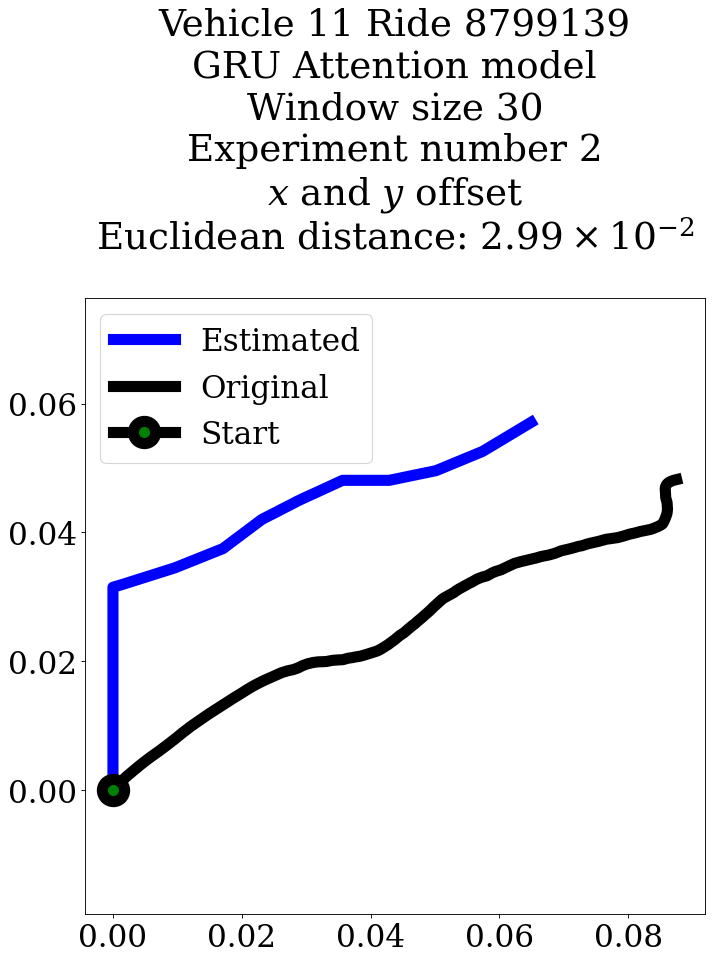 Vehicle 11 Ride 8799139
GRU Attention model
Window size 30
Experiment number 2
x and y offset
Euclidean distance: 2.99 × 10⁻²
Estimated
Original
Start
0.06
0.04
0.02
0.00
0.00 0.02 0.04 0.06 0.08